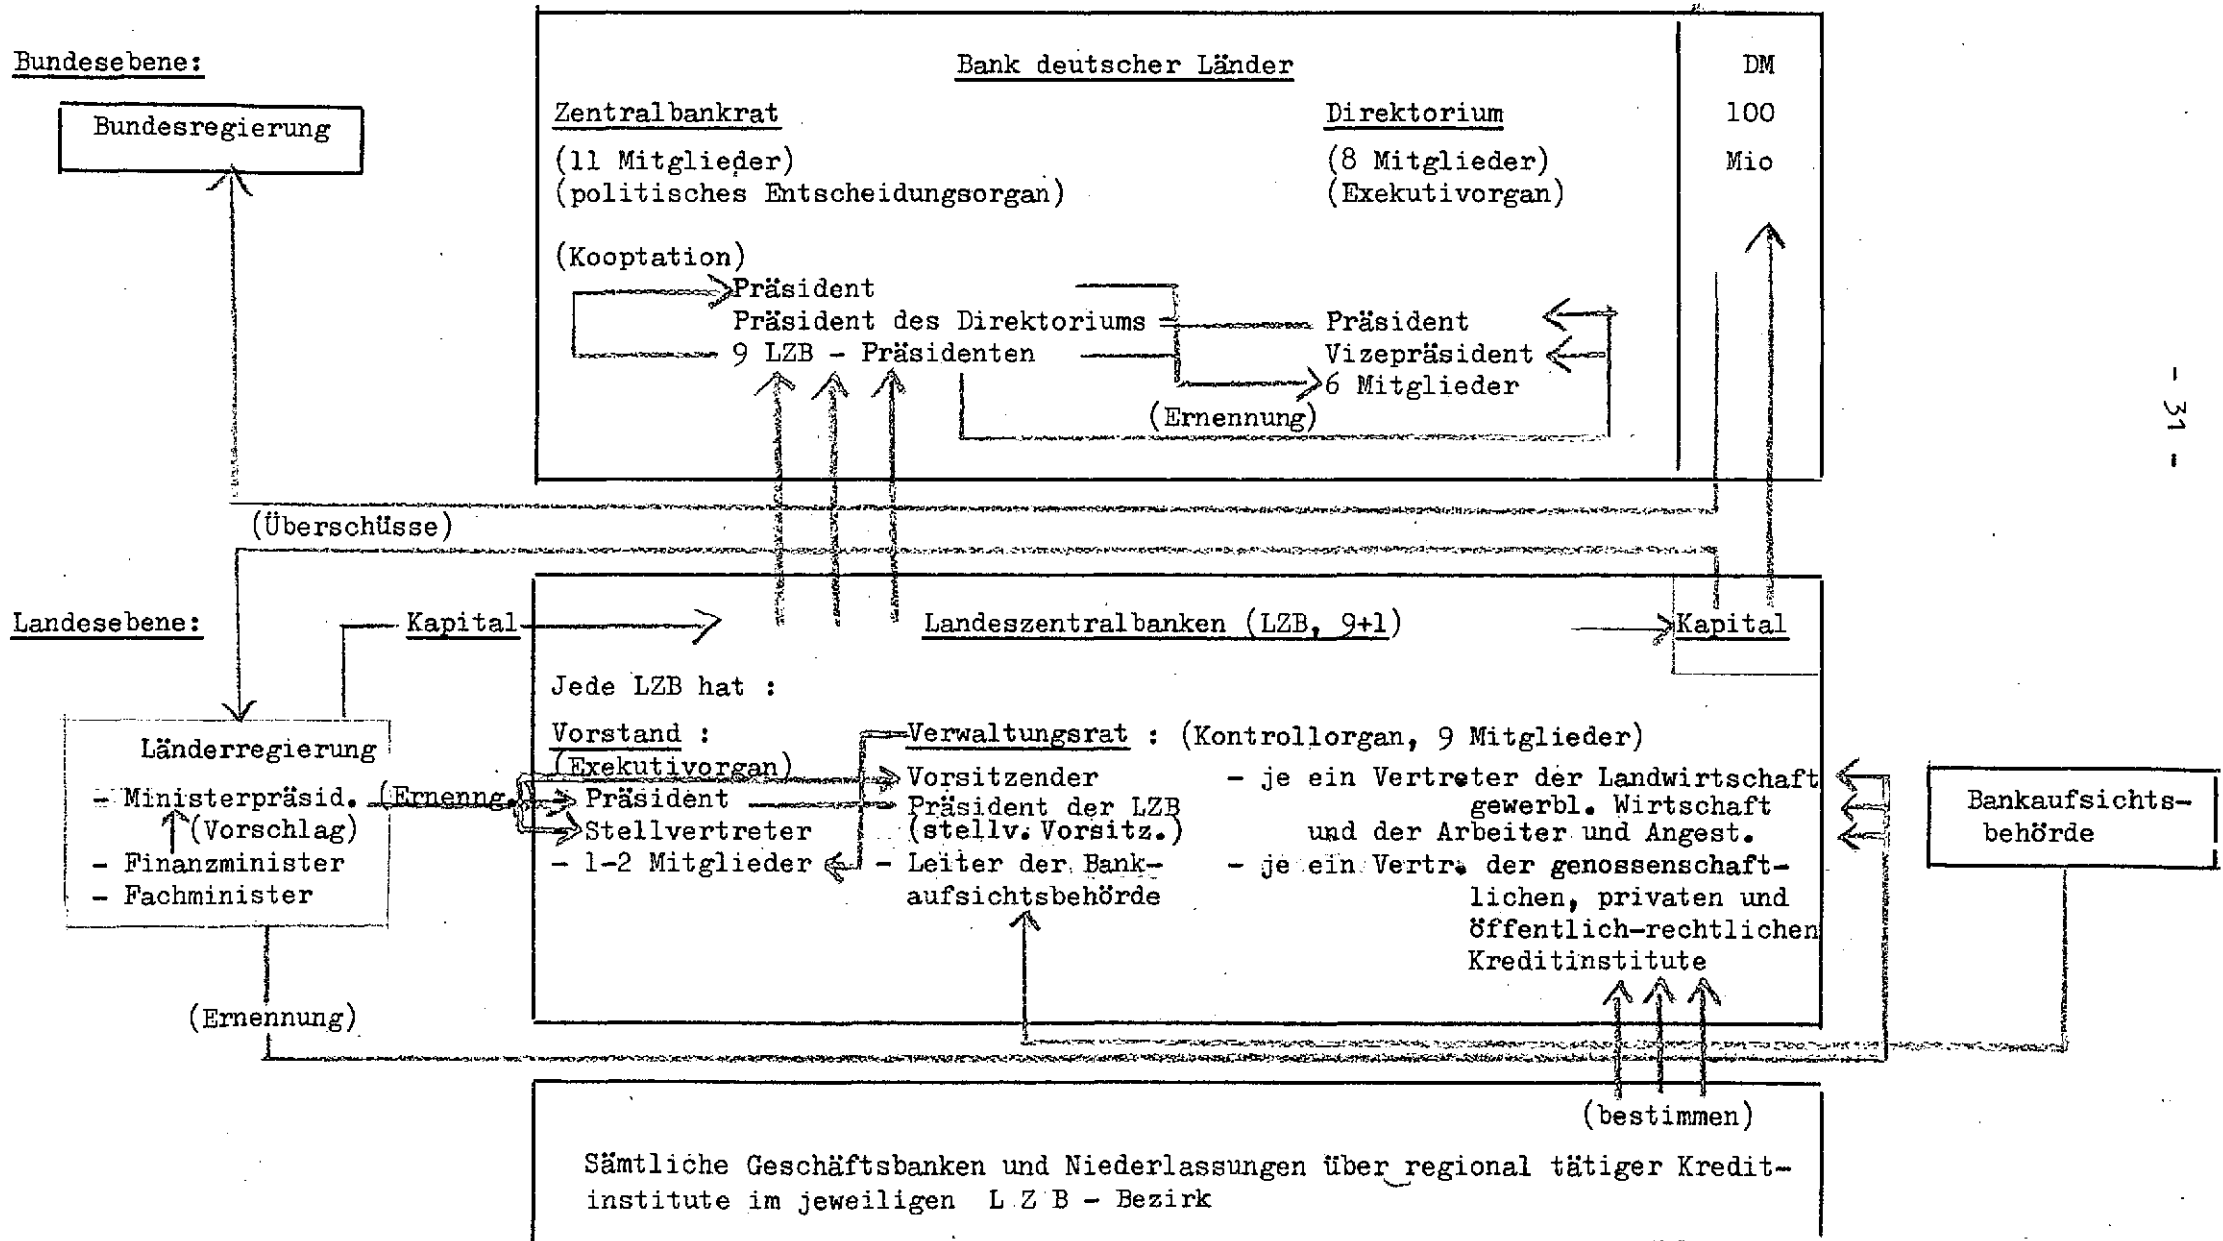 Bundesebene:
Bundesregierung
Bank deutscher Länder
DM
100
Mio
Zentralbankrat
(11 Mitglieder)
(politisches Entscheidungsorgan)
Direktorium
(8 Mitglieder)
(Exekutivorgan)
(Kooptation)
Präsident
Präsident des Direktoriums
9 LZB - Präsidenten
Präsident
Vizepräsident
6 Mitglieder
(Ernennung)
- 31 -
(Überschüsse)
Landesebene:
Kapital
Landeszentralbanken (LZB, 9+1)
Kapital
Jede LZB hat :
Länderregierung
- Ministerpräsid.
(Vorschlag)
- Finanzminister
- Fachminister
(Ernenng.
Vorstand :
(Exekutivorgan)
- Präsident
Stellvertreter
- 1-2 Mitglieder
Verwaltungsrat : (Kontrollorgan, 9 Mitglieder)
Vorsitzender
Präsident der LZB
(stellv. Vorsitz.)
- Leiter der Bank-
aufsichtsbehörde
- je ein Vertreter der Landwirtschaft
gewerbl. Wirtschaft
und der Arbeiter und Angest.
- je ein Vertr. der genossenschaft-
lichen, privaten und
öffentlich-rechtlichen
Kreditinstitute
Bankaufsichts-
behörde
(Ernennung)
(bestimmen)
Sämtliche Geschäftsbanken und Niederlassungen über regional tätiger Kredit-
institute im jeweiligen L Z B - Bezirk